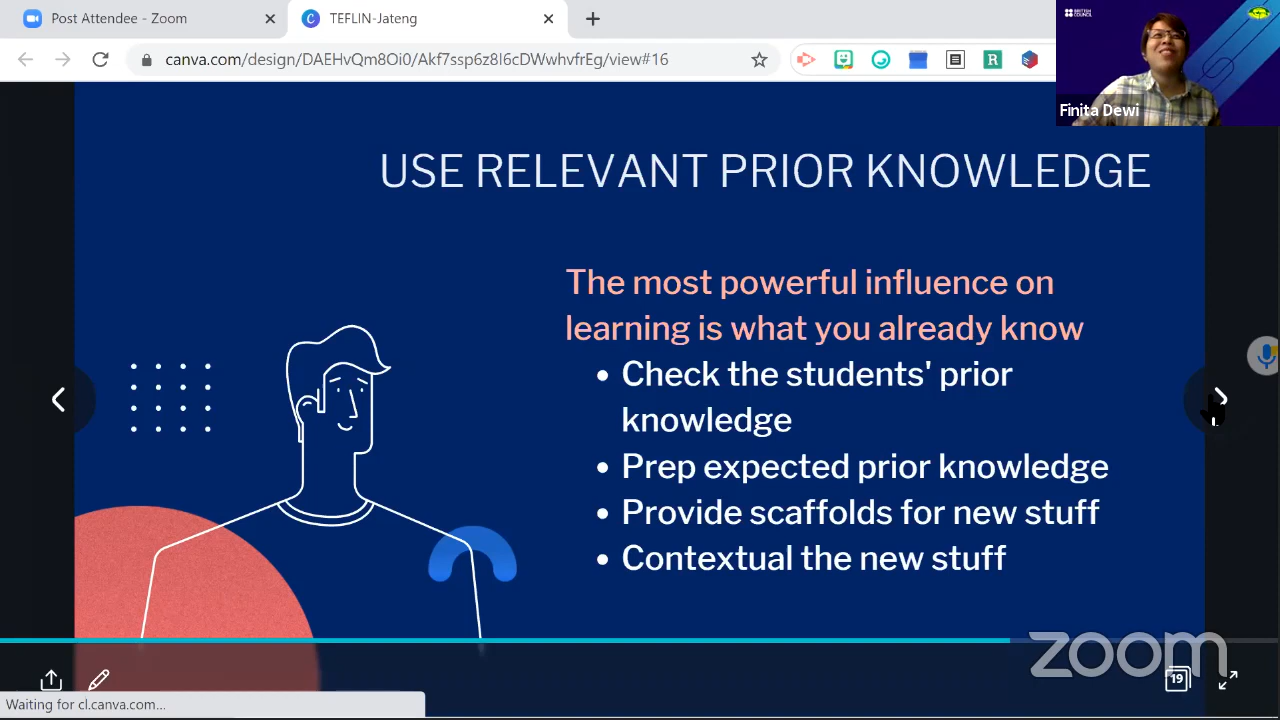 Post Attendee - Zoom
TEFLIN-Jateng
canva.com/design/DAEHvQm8Oi0/Akf7ssp6z8I6cDWwhvfrEg/view#16
R
BRITISH
COUNCIL
Finita Dewi
USE RELEVANT PRIOR KNOWLEDGE
The most powerful influence on
learning is what you already know
• Check the students' prior
knowledge
• Prep expected prior knowledge
• Provide scaffolds for new stuff
• Contextual the new stuff
zoom
19
Waiting for cl.canva.com...